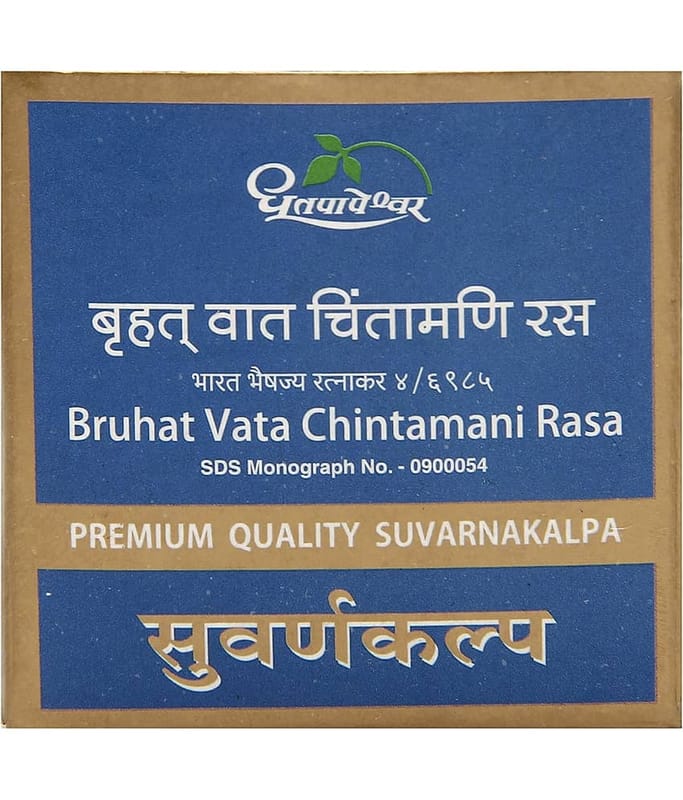 धूतपापेश्वर
बृहत् वात चिंतामणि रस
भारत भैषज्य रत्नाकर ४/६९८५
Bruhat Vata Chintamani Rasa
SDS Monograph No. - 0900054
PREMIUM QUALITY SUVARNAKALPA
सुवर्णकल्प